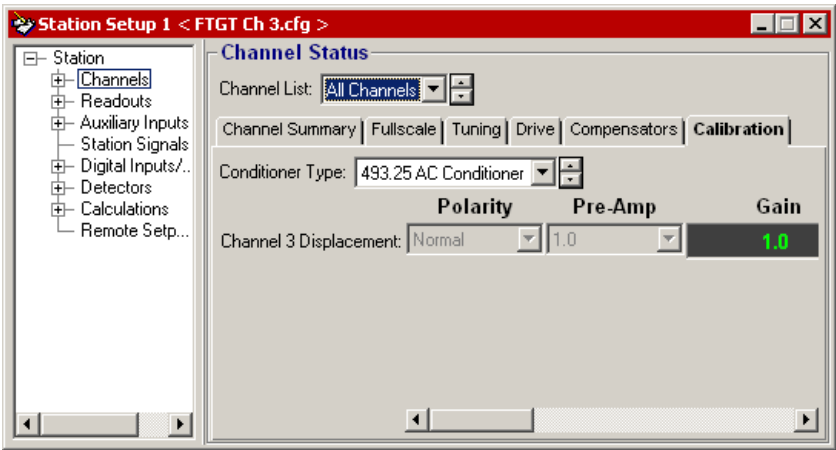 Station Setup 1 < FTGT Ch 3.cfg >
Station
Channels
Readouts
Auxiliary Inputs
Station Signals
Digital Inputs/..
Detectors
Calculations
Remote Setp...
Channel Status
Channel List: All Channels
Channel Summary Fullscale Tuning Drive Compensators Calibration
Conditioner Type: 493.25 AC Conditioner
Polarity Pre-Amp Gain
Channel 3 Displacement: Normal 1.0 1.0